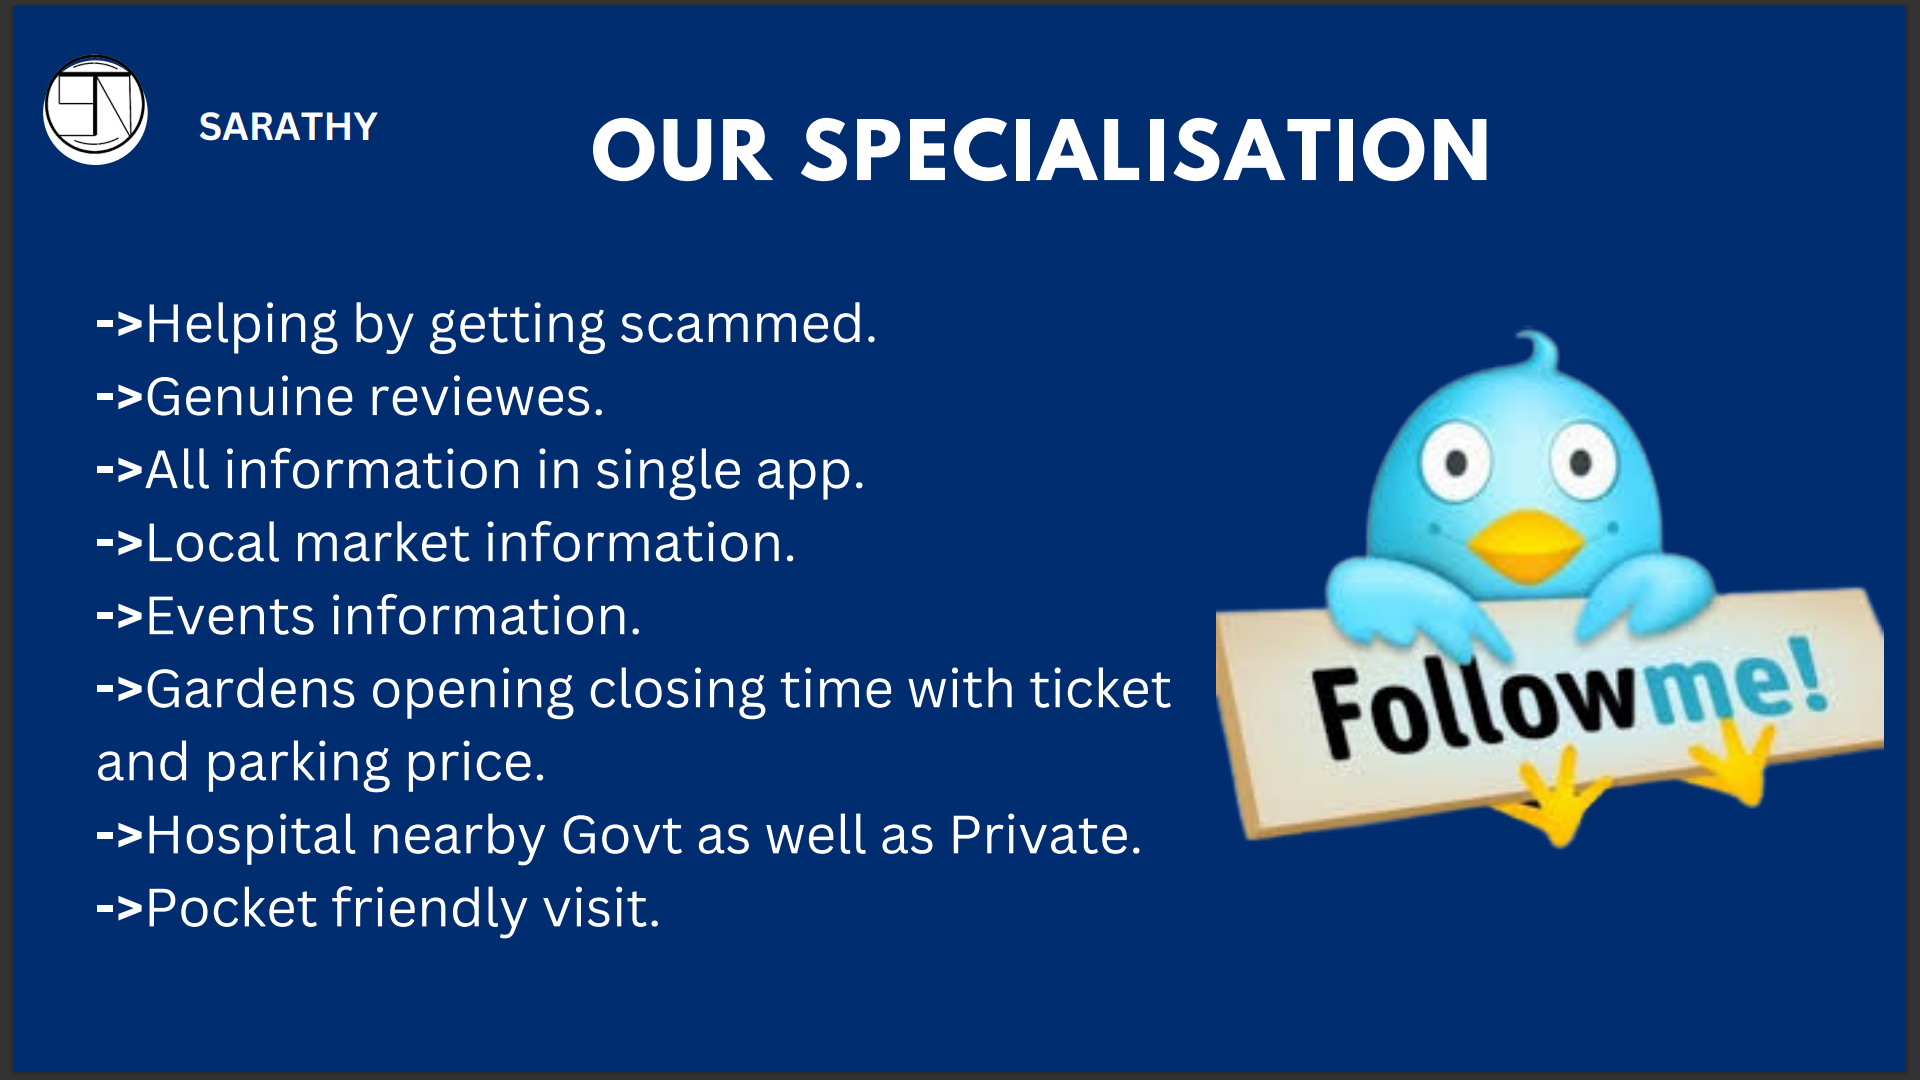 SARATHY
OUR SPECIALISATION
->Helping by getting scammed.
->Genuine reviewes.
->All information in single app.
->Local market information.
->Events information.
->Gardens opening closing time with ticket
and parking price.
->Hospital nearby Govt as well as Private.
->Pocket friendly visit.
Followme!